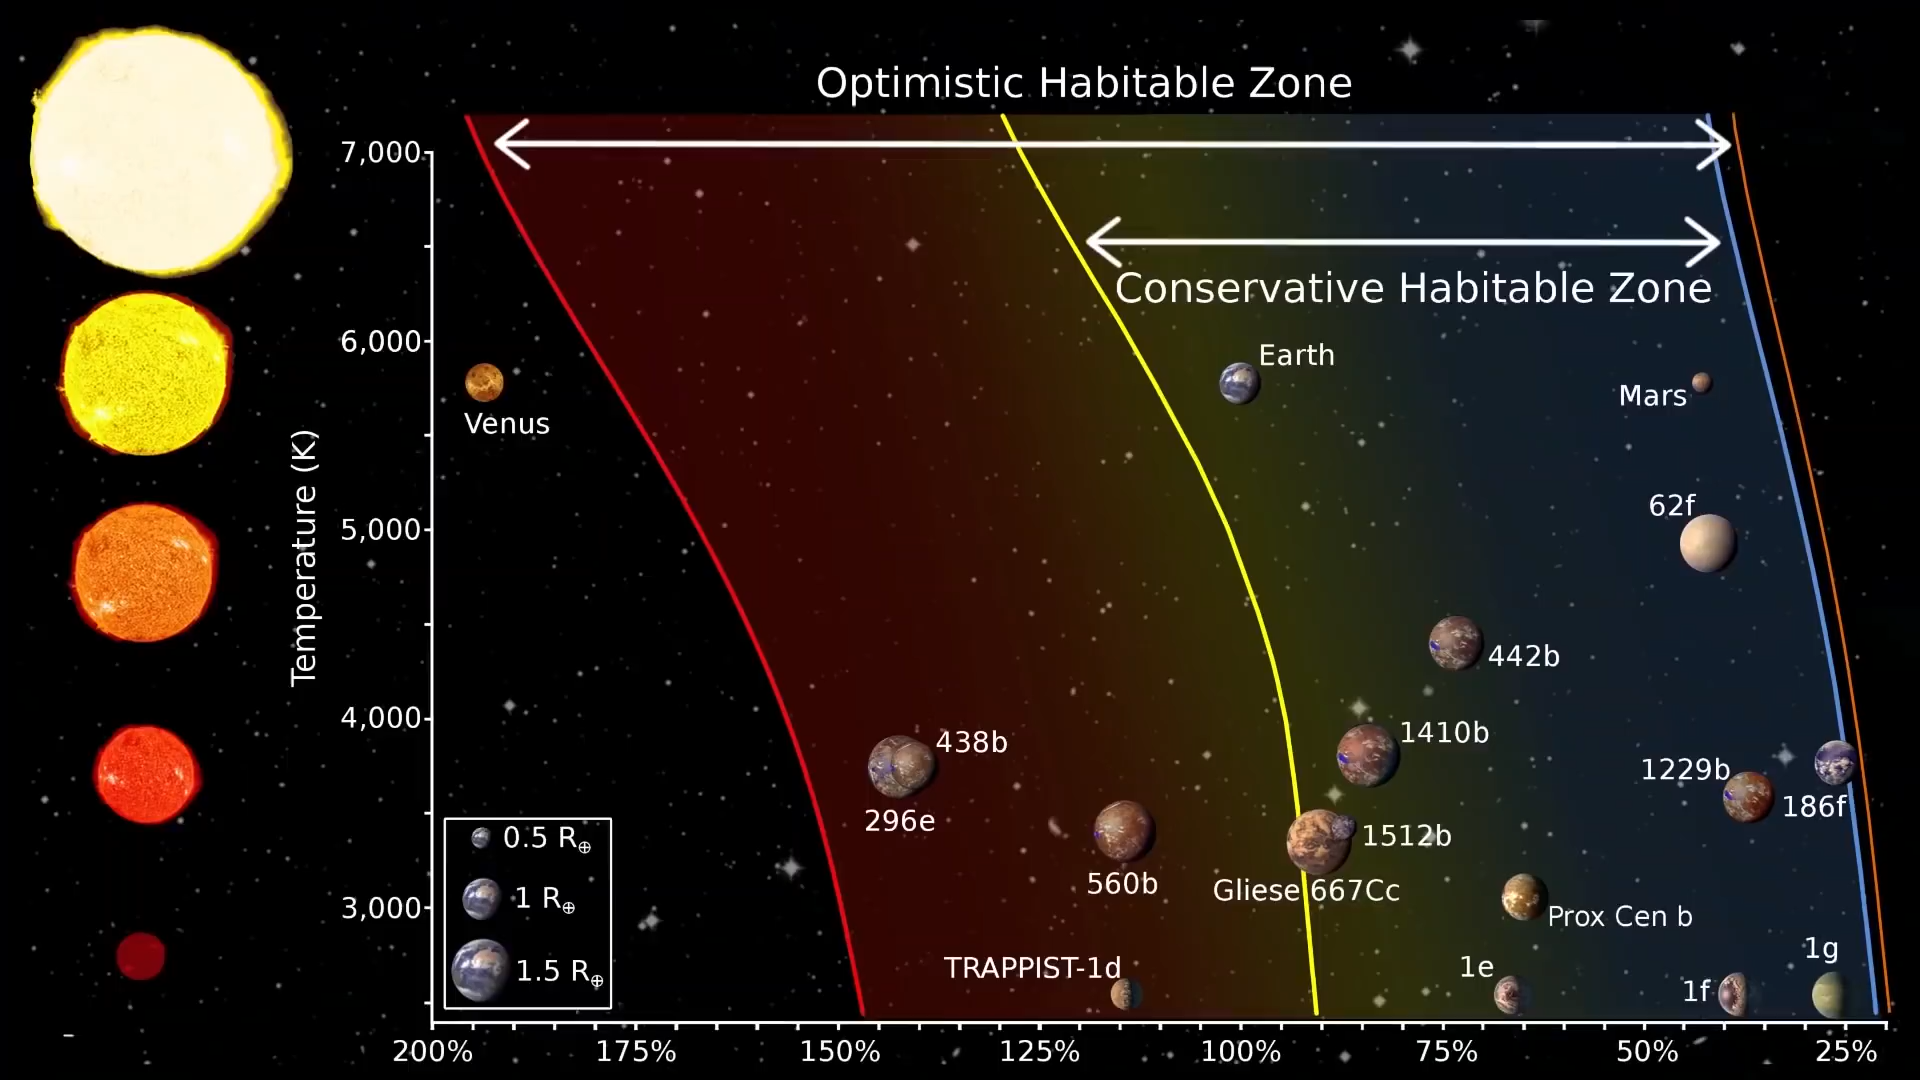 Optimistic Habitable Zone
7,000
Conservative Habitable Zone
6,000
Earth
Mars
Venus
Temperature (K)
62f
5,000
442b
4,000
1410b
438b
1229b
186f
296e
1512b
560b
Gliese 667Cc
0.5 R⊕
1 R⊕
1.5 R⊕
3,000
Prox Cen b
1g
TRAPPIST-1d
1e
1f
200%
175%
150%
125%
100%
75%
50%
25%